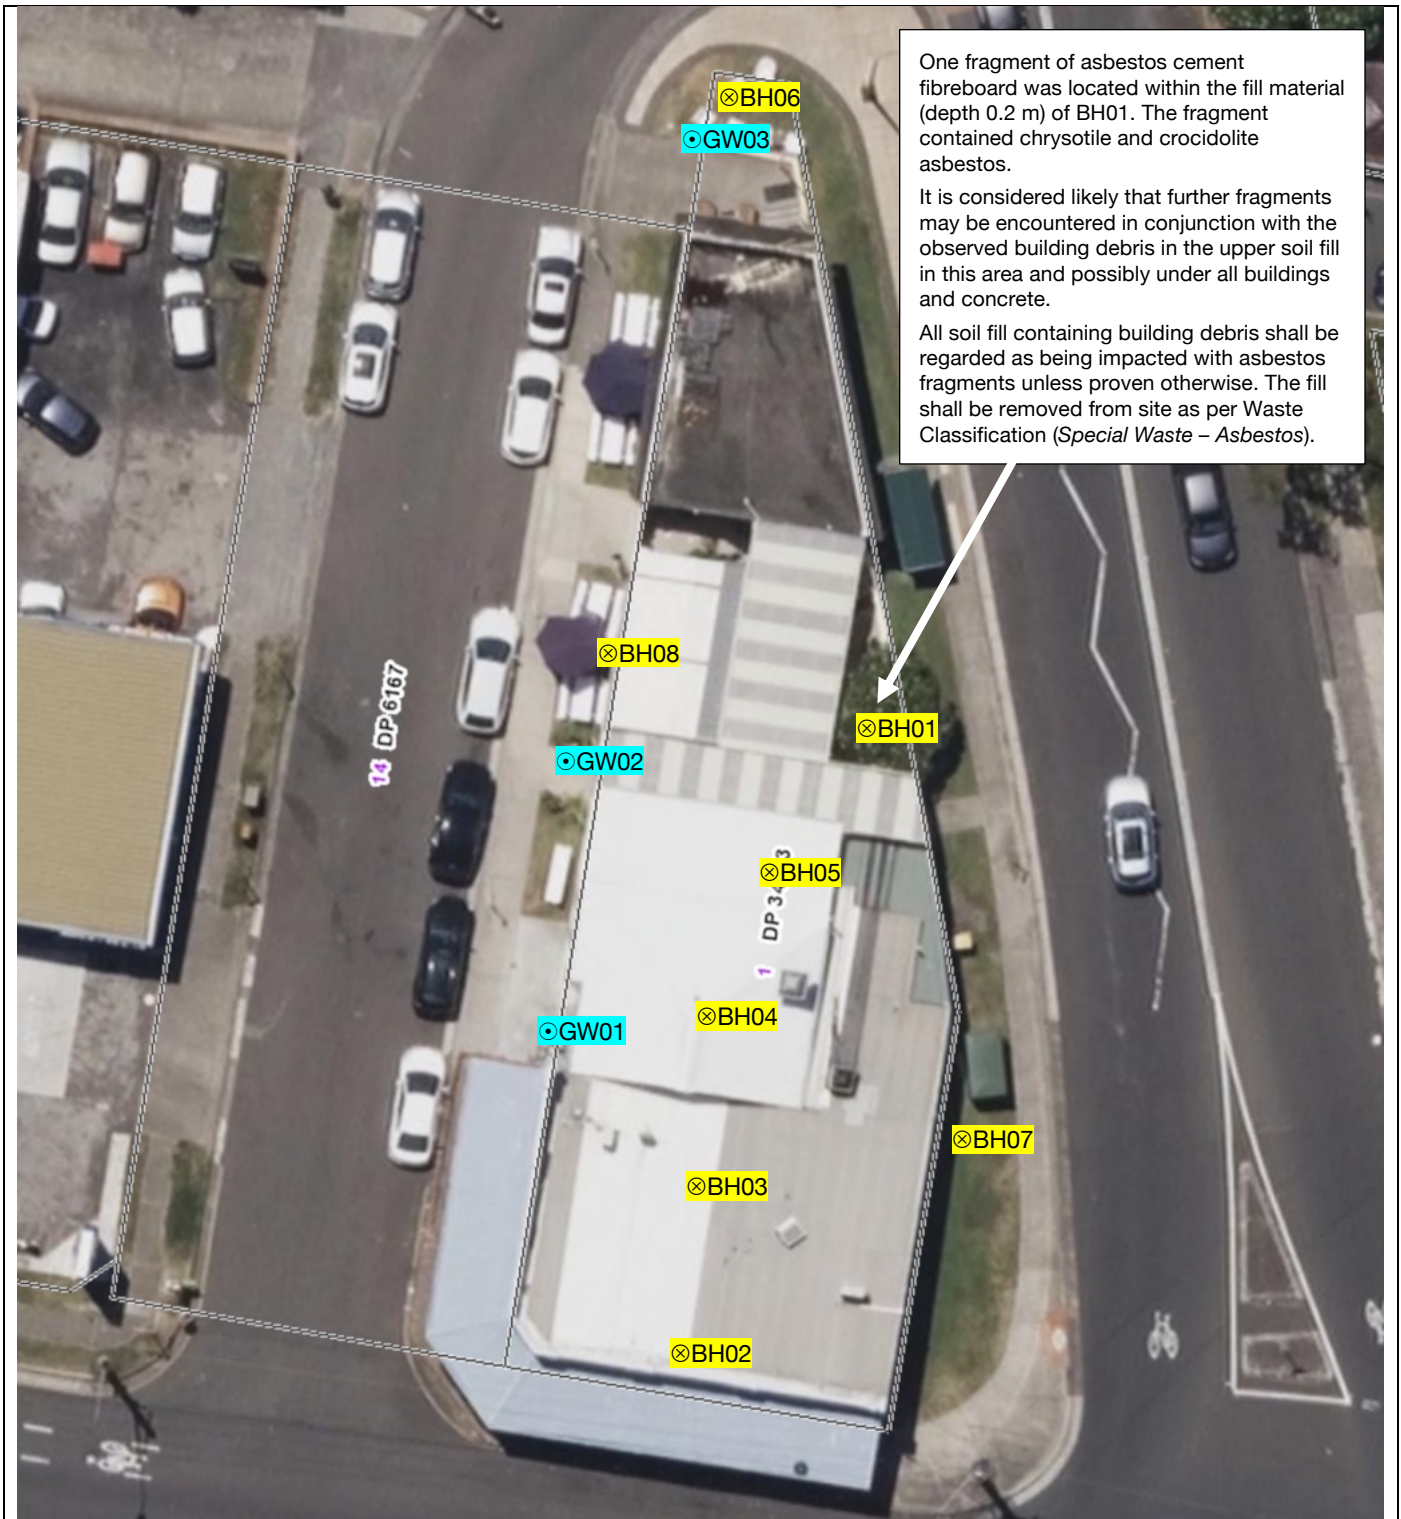 One fragment of asbestos cement
fibreboard was located within the fill material
(depth 0.2 m) of BH01. The fragment
contained chrysotile and crocidolite
asbestos.
It is considered likely that further fragments
may be encountered in conjunction with the
observed building debris in the upper soil fill
in this area and possibly under all buildings
and concrete.
All soil fill containing building debris shall be
regarded as being impacted with asbestos
fragments unless proven otherwise. The fill
shall be removed from site as per Waste
Classification (Special Waste – Asbestos).
⊗BH06
⊙GW03
⊗BH08
⊗BH01
14 DP 6167
⊙GW02
⊗BH05
1 DP
⊗BH04
⊙GW01
⊗BH07
⊗BH03
⊗BH02